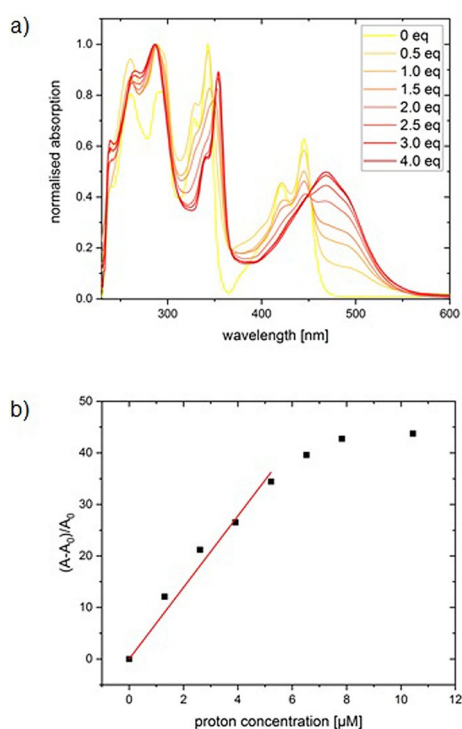 a)
normalised absorption
1.0
0.8
0.6
0.4
0.2
0.0
300
400
500
600
wavelength [nm]
0 eq
0.5 eq
1.0 eq
1.5 eq
2.0 eq
2.5 eq
3.0 eq
4.0 eq
b)
(A-A₀)/A₀
50
40
30
20
10
0
0
2
4
6
8
10
12
proton concentration [µM]